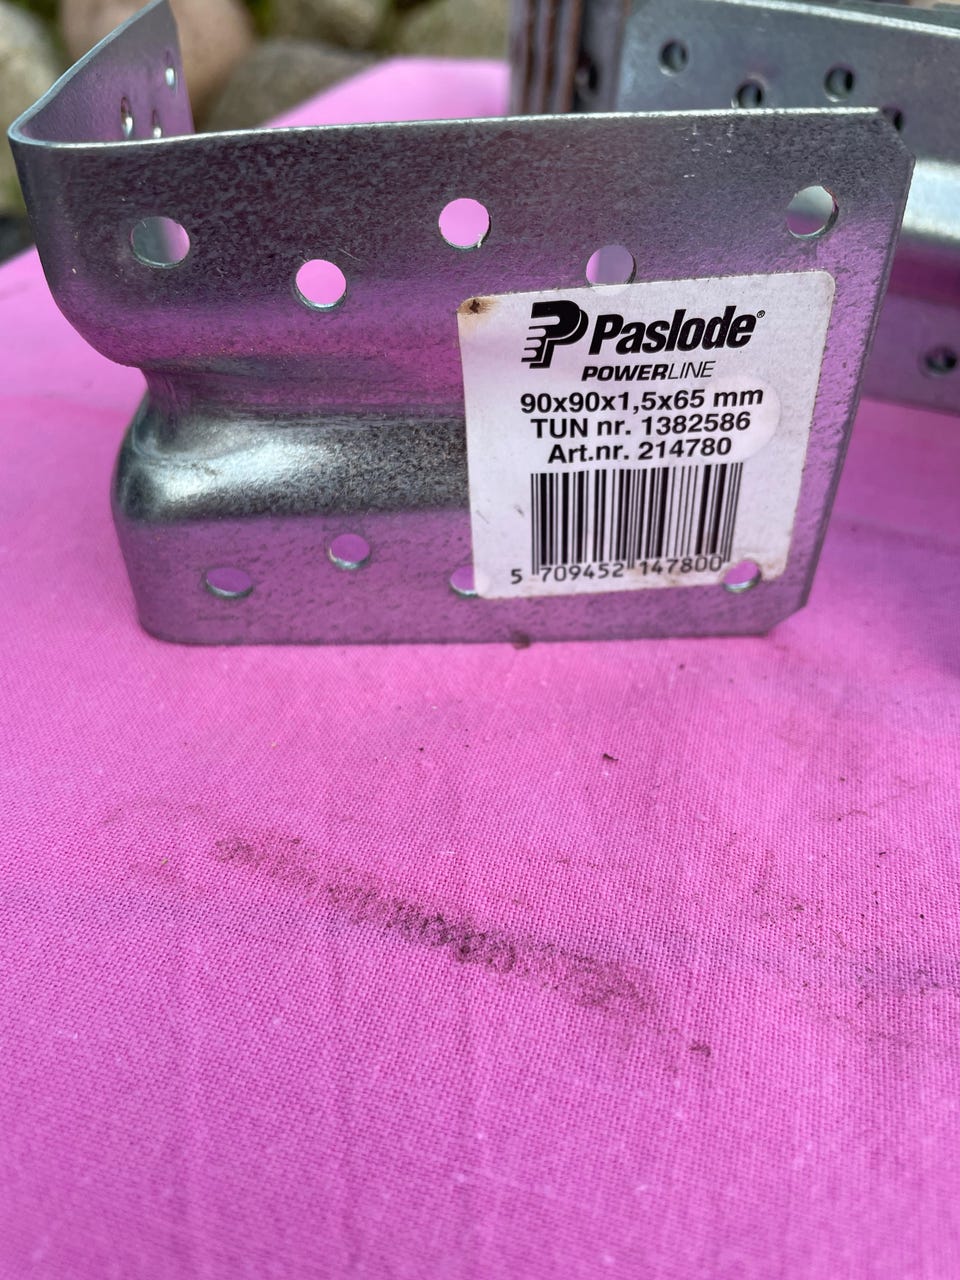 Paslode®
POWERLINE
90x90x1,5x65 mm
TUN nr. 1382586
Art.nr. 214780
5 709452 147800